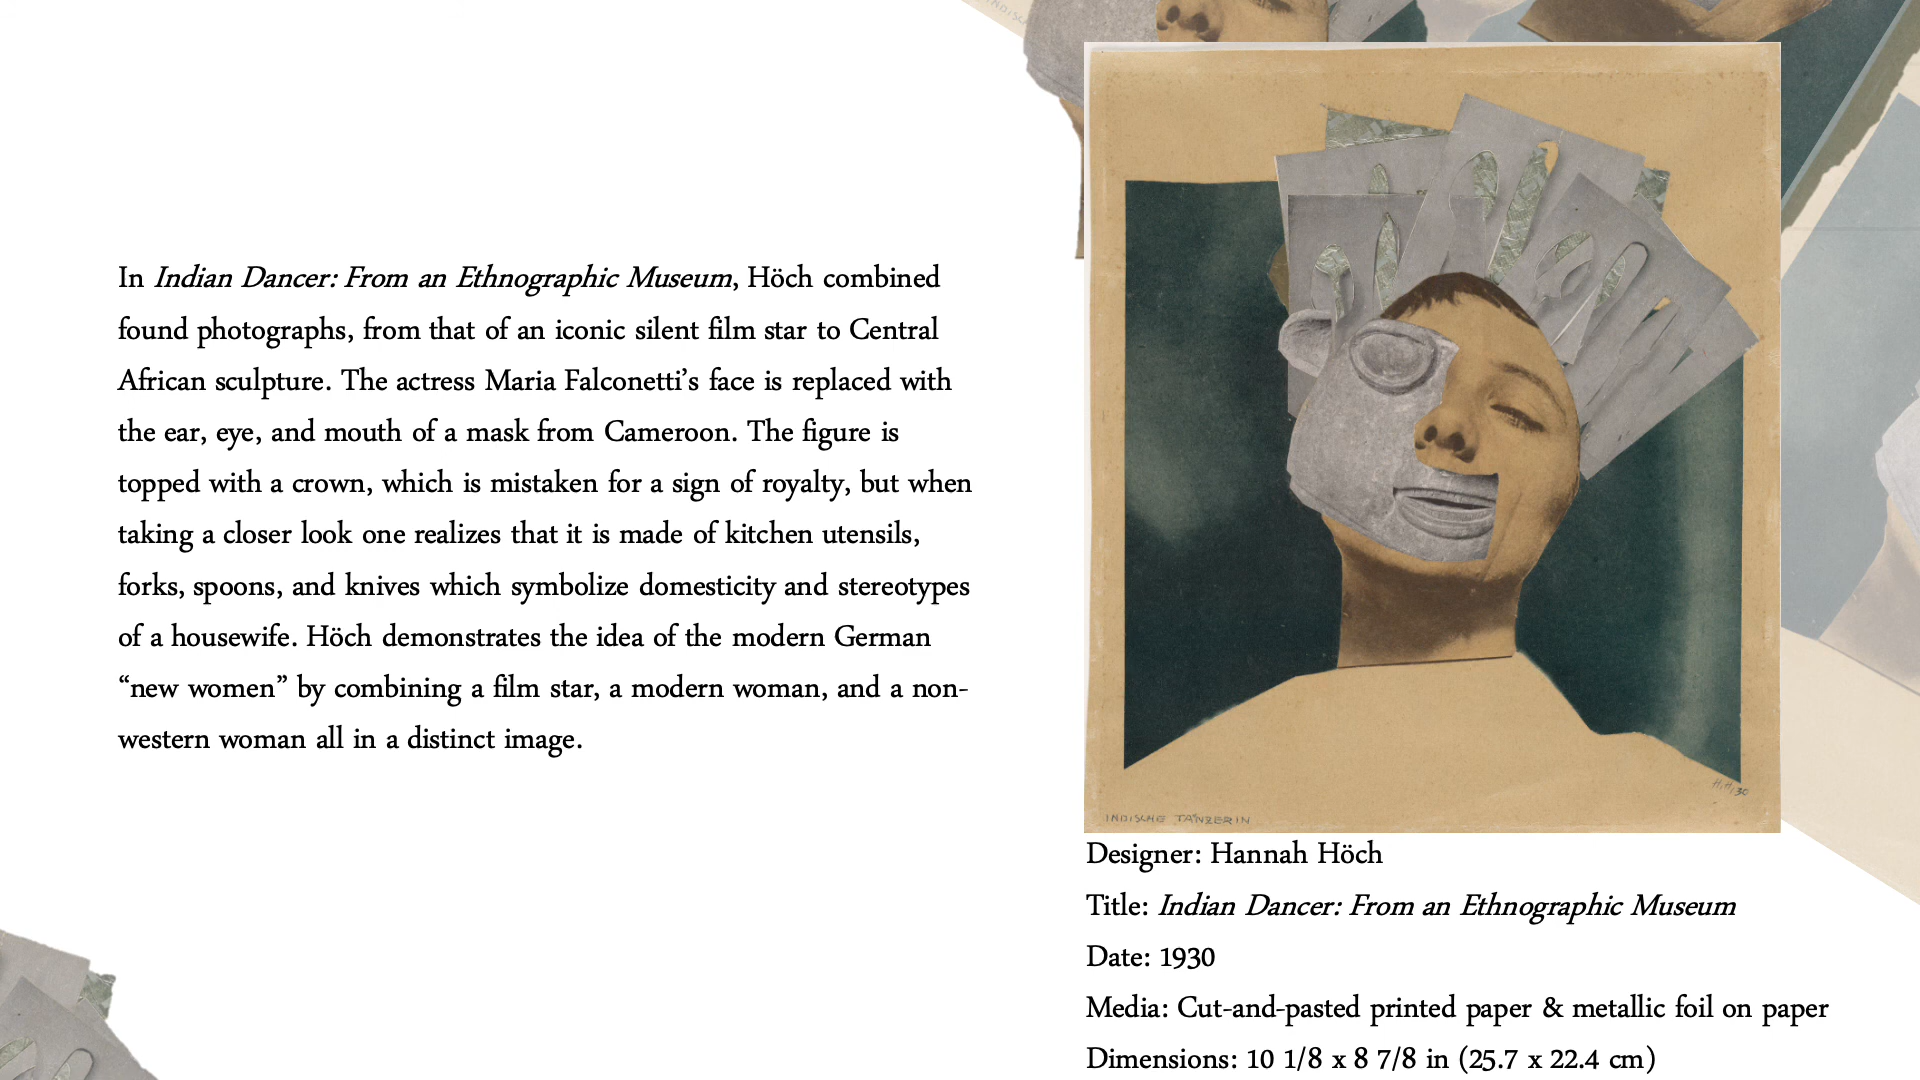 In Indian Dancer: From an Ethnographic Museum, Höch combined
found photographs, from that of an iconic silent film star to Central
African sculpture. The actress Maria Falconetti’s face is replaced with
the ear, eye, and mouth of a mask from Cameroon. The figure is
topped with a crown, which is mistaken for a sign of royalty, but when
taking a closer look one realizes that it is made of kitchen utensils,
forks, spoons, and knives which symbolize domesticity and stereotypes
of a housewife. Höch demonstrates the idea of the modern German
“new women” by combining a film star, a modern woman, and a non-
western woman all in a distinct image.
H.H. 30
INDISCHE TÄNZERIN
Designer: Hannah Höch
Title: Indian Dancer: From an Ethnographic Museum
Date: 1930
Media: Cut-and-pasted printed paper & metallic foil on paper
Dimensions: 10 1/8 x 8 7/8 in (25.7 x 22.4 cm)